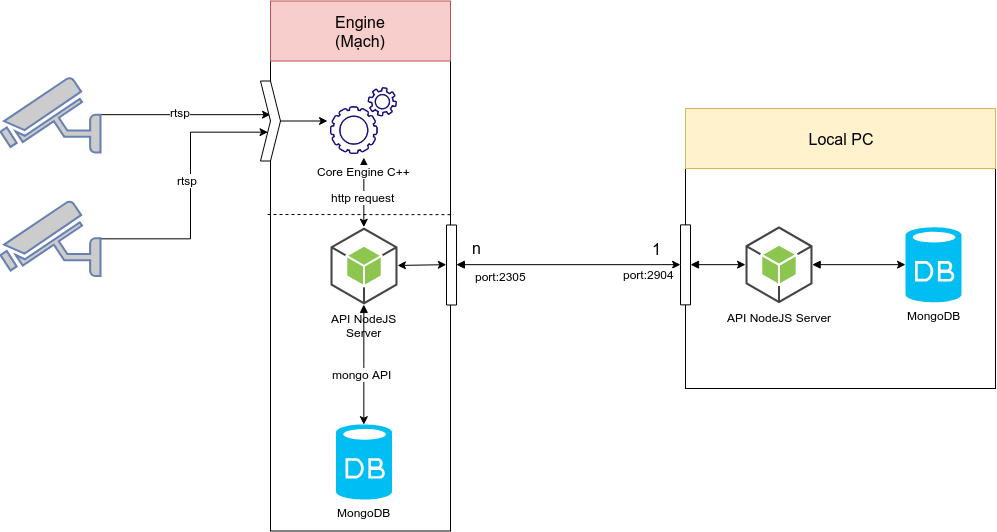 Engine
(Mạch)
rtsp
rtsp
Core Engine C++
http request
API NodeJS
Server
mongo API
DB
MongoDB
n
port:2305
1
port:2904
Local PC
API NodeJS Server
DB
MongoDB